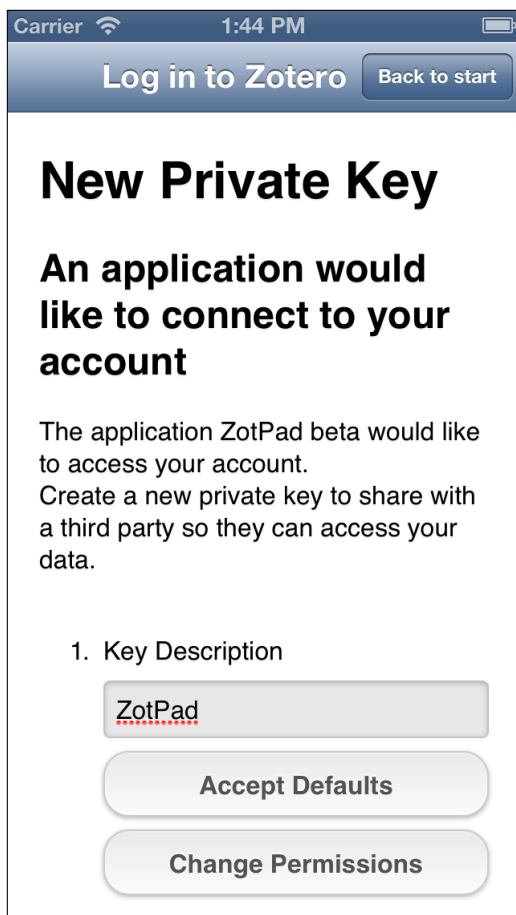 Carrier 1:44 PM
Log in to Zotero Back to start
New Private Key
An application would
like to connect to your
account
The application ZotPad beta would like
to access your account.
Create a new private key to share with
a third party so they can access your
data.
1. Key Description
ZotPad
Accept Defaults
Change Permissions